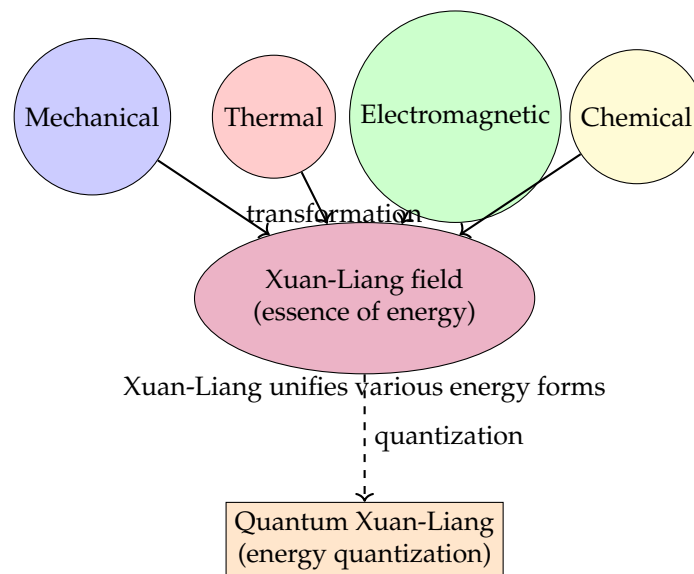 Mechanical
Thermal
Electromagnetic
Chemical
transformation
Xuan-Liang field
(essence of energy)
Xuan-Liang unifies various energy forms
quantization
Quantum Xuan-Liang
(energy quantization)